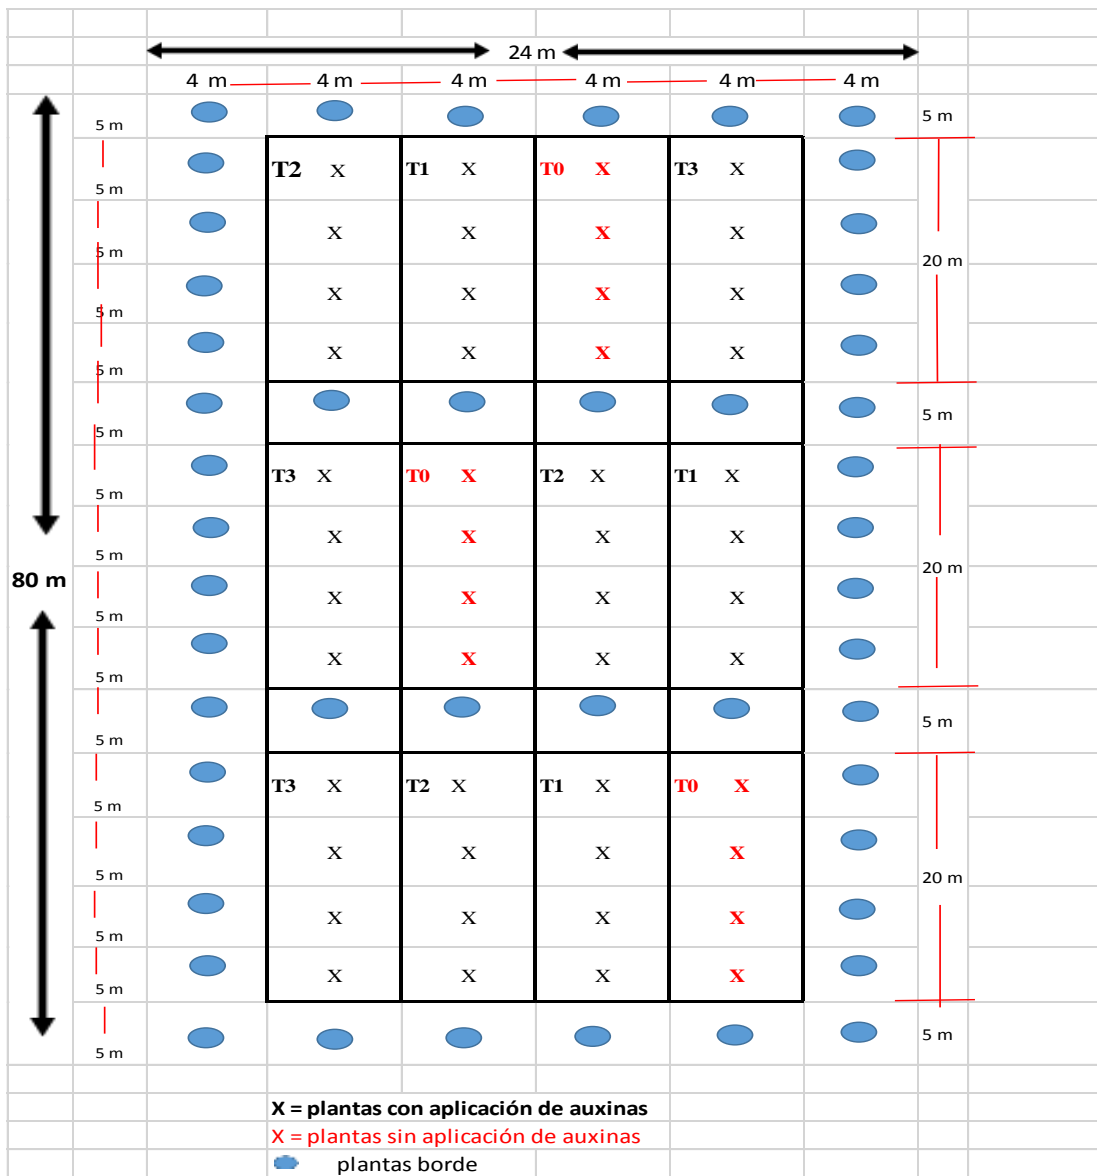 24 m
4 m 4 m 4 m 4 m 4 m 4 m
5 m 5 m
5 m T2 X T1 X T0 X T3 X
5 m X X X X
20 m
5 m X X X X
5 m X X X X
5 m 5 m
5 m T3 X T0 X T2 X T1 X
5 m X X X X
80 m 20 m
5 m X X X X
5 m X X X X
5 m 5 m
5 m T3 X T2 X T1 X T0 X
5 m X X X X
20 m
5 m X X X X
5 m X X X X
5 m 5 m
X = plantas con aplicación de auxinas
X = plantas sin aplicación de auxinas
plantas borde